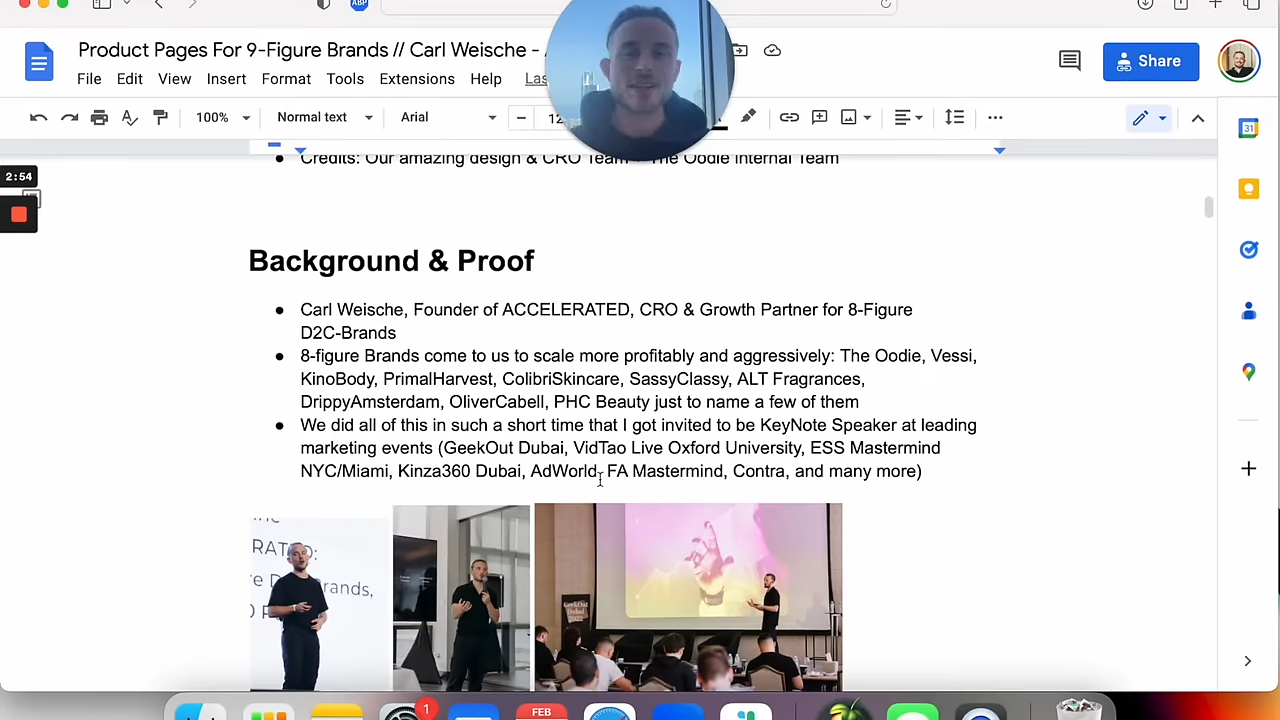 ABP
Product Pages For 9-Figure Brands // Carl Weische -
File Edit View Insert Format Tools Extensions Help
Share
100% Normal text Arial
2:54
31
Credits: Our amazing design & CRO Team + The Oodie Internal Team
Background & Proof
● Carl Weische, Founder of ACCELERATED, CRO & Growth Partner for 8-Figure
D2C-Brands
● 8-figure Brands come to us to scale more profitably and aggressively: The Oodie, Vessi,
KinoBody, PrimalHarvest, ColibriSkincare, SassyClassy, ALT Fragrances,
DrippyAmsterdam, OliverCabell, PHC Beauty just to name a few of them
● We did all of this in such a short time that I got invited to be KeyNote Speaker at leading
marketing events (GeekOut Dubai, VidTao Live Oxford University, ESS Mastermind
NYC/Miami, Kinza360 Dubai, AdWorld, FA Mastermind, Contra, and many more)
GeekOut
Dubai
1
FEB